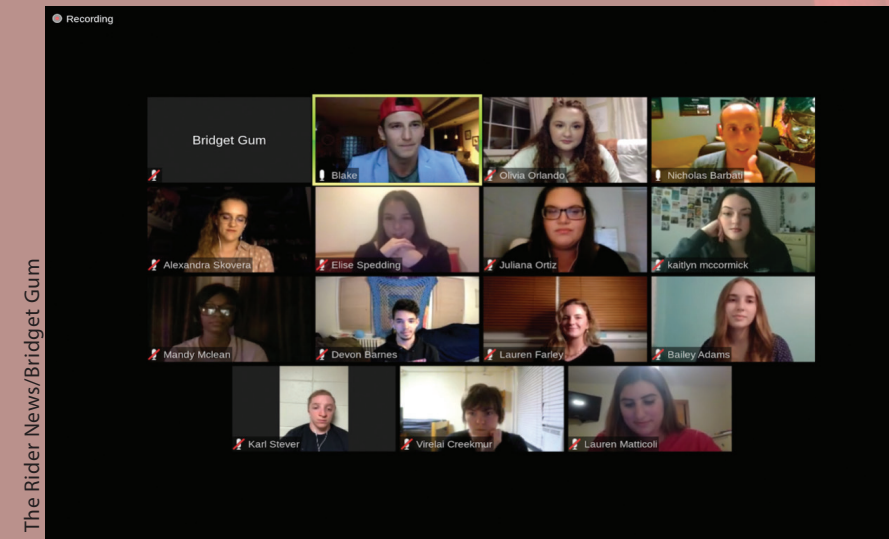 Recording
Bridget Gum
Blake
Olivia Orlando
Nicholas Barbati
Alexandra Skovera
Elise Spedding
Juliana Ortiz
kaitlyn mccormick
Mandy Mclean
Devon Barnes
Lauren Farley
Bailey Adams
Karl Stever
Virelai Creekmur
Lauren Matticoli
The Rider News/Bridget Gum